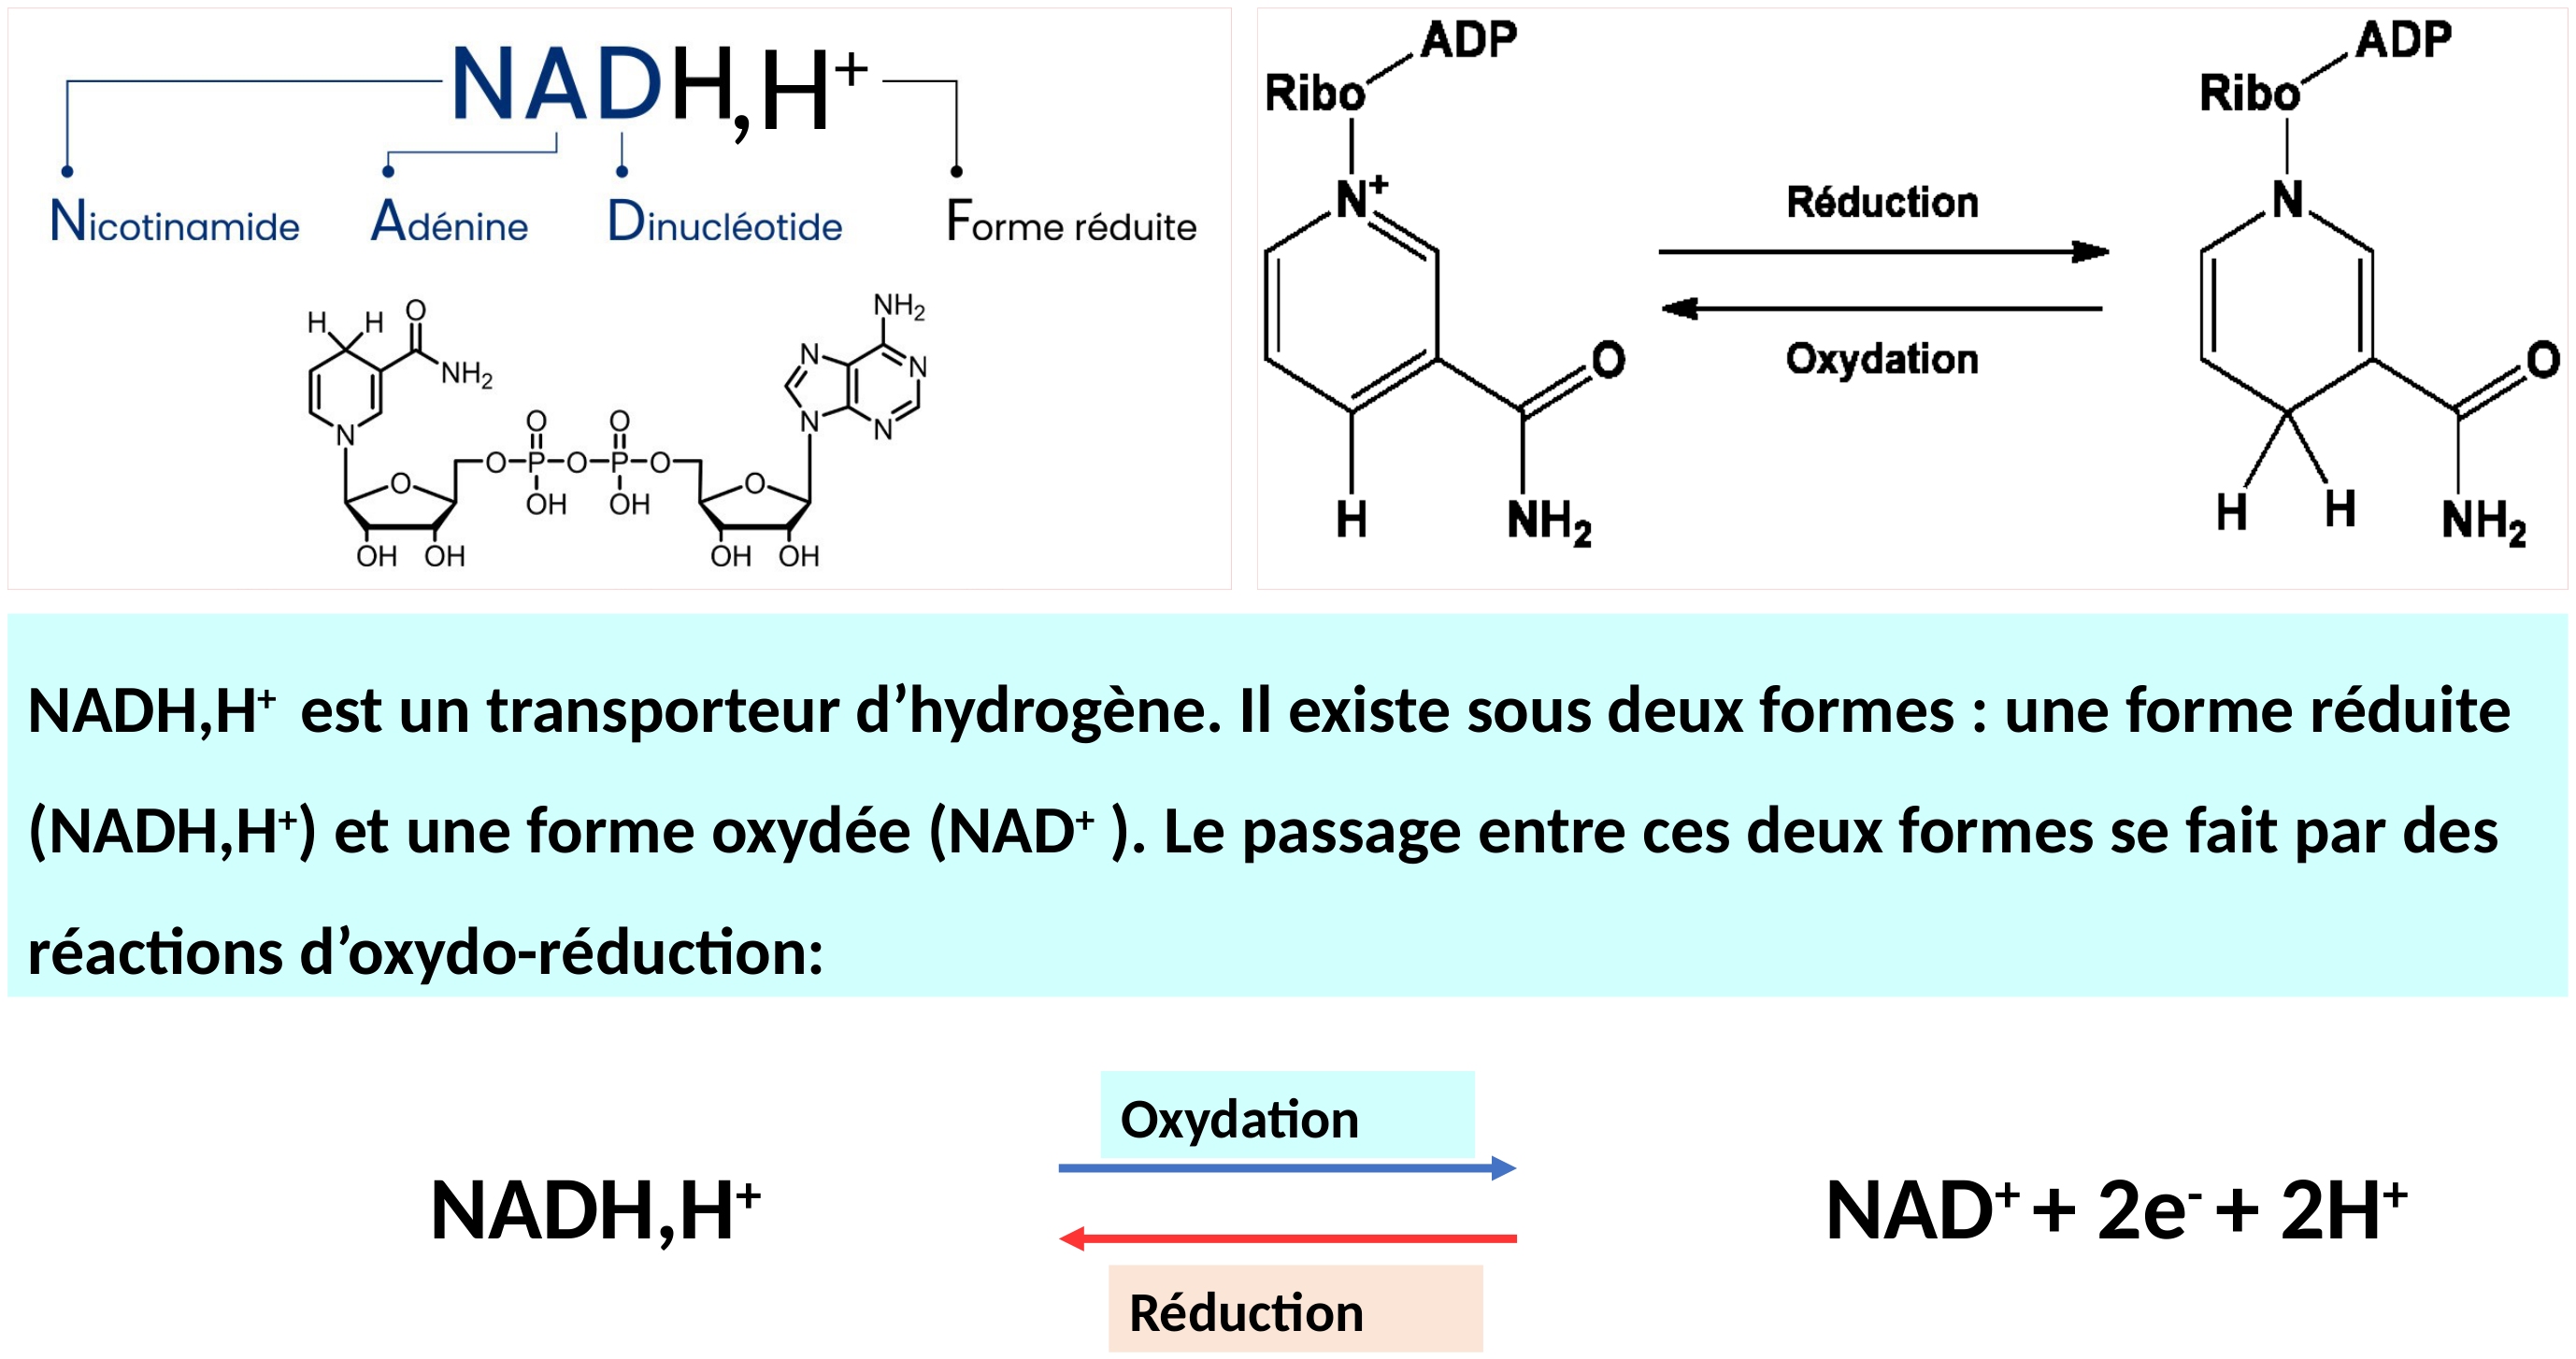 NADH,H⁺
Nicotinamide Adénine Dinucléotide Forme réduite
H H O
NH₂
N
O P O P O
O O
OH OH
O O
OH OH OH OH
NH₂
N N
N N
ADP
Ribo
N⁺
O
H NH₂
Réduction
Oxydation
ADP
Ribo
N
O
H H NH₂
NADH,H⁺ est un transporteur d’hydrogène. Il existe sous deux formes : une forme réduite
(NADH,H⁺) et une forme oxydée (NAD⁺ ). Le passage entre ces deux formes se fait par des
réactions d’oxydo-réduction:
Oxydation
NADH,H⁺ NAD⁺ + 2e⁻ + 2H⁺
Réduction